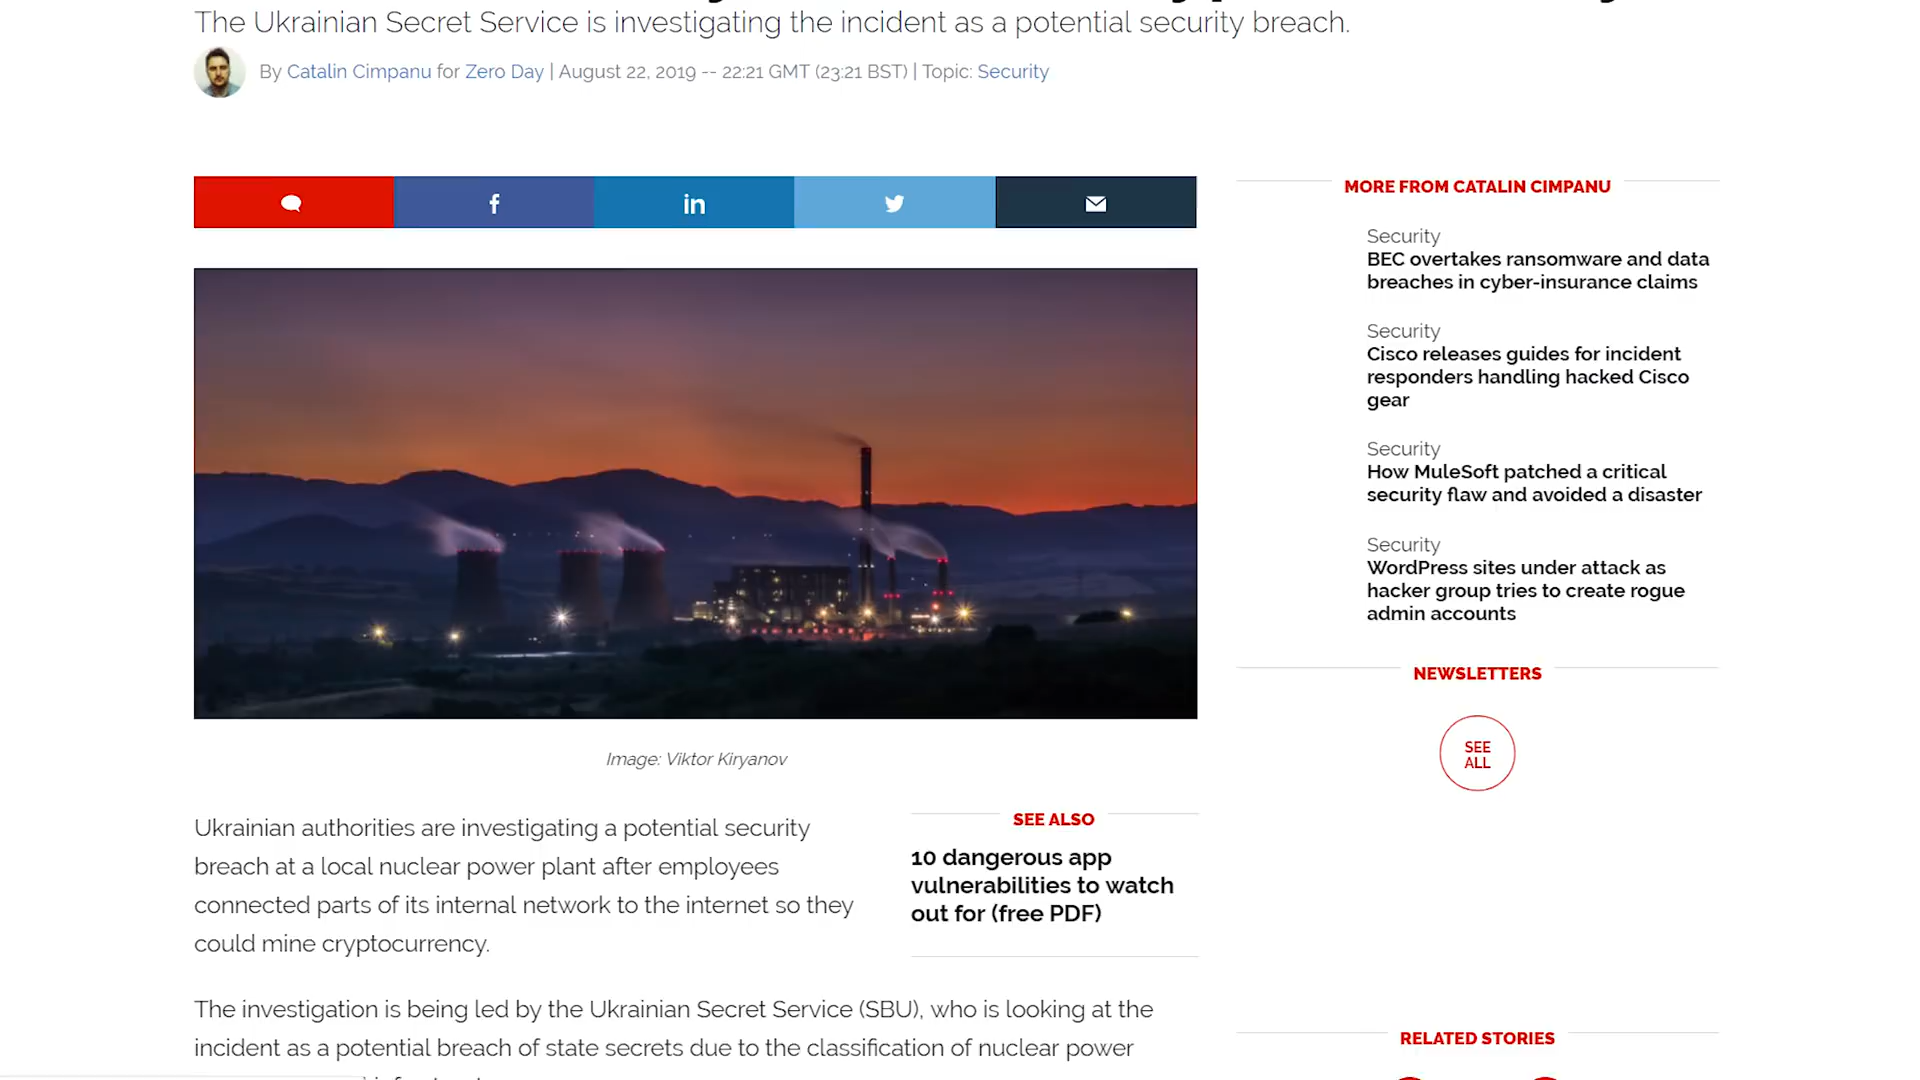 The Ukrainian Secret Service is investigating the incident as a potential security breach.
By Catalin Cimpanu for Zero Day | August 22, 2019 -- 22:21 GMT (23:21 BST) | Topic: Security
f
in
MORE FROM CATALIN CIMPANU
Security
BEC overtakes ransomware and data
breaches in cyber-insurance claims
Security
Cisco releases guides for incident
responders handling hacked Cisco
gear
Security
How MuleSoft patched a critical
security flaw and avoided a disaster
Security
WordPress sites under attack as
hacker group tries to create rogue
admin accounts
NEWSLETTERS
SEE
ALL
Image: Viktor Kiryanov
Ukrainian authorities are investigating a potential security
breach at a local nuclear power plant after employees
connected parts of its internal network to the internet so they
could mine cryptocurrency.
SEE ALSO
10 dangerous app
vulnerabilities to watch
out for (free PDF)
The investigation is being led by the Ukrainian Secret Service (SBU), who is looking at the
incident as a potential breach of state secrets due to the classification of nuclear power
RELATED STORIES